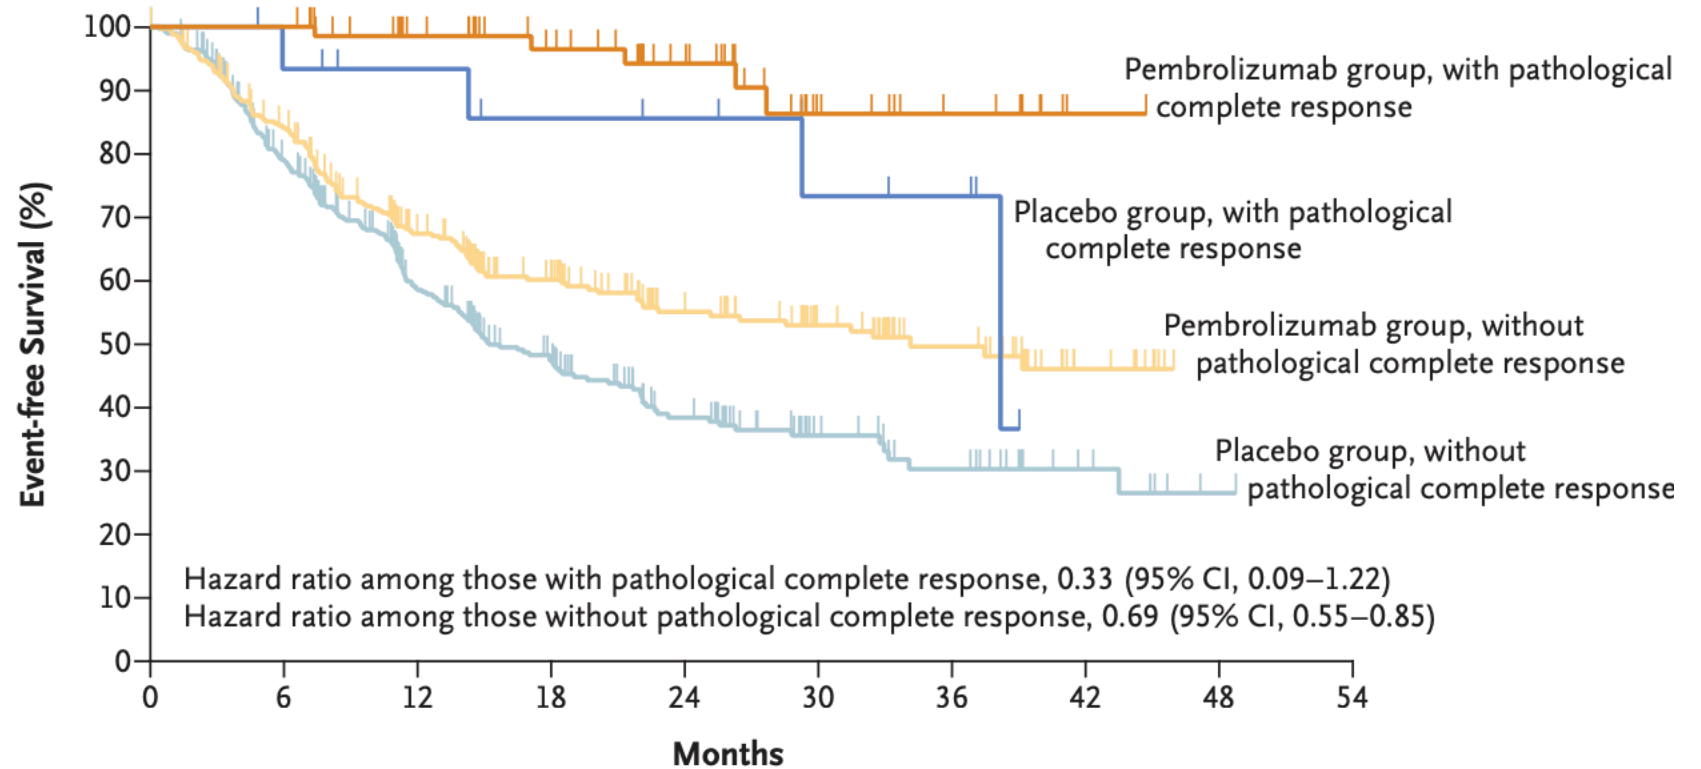 Event-free Survival (%)
100
90
80
70
60
50
40
30
20
10
0
Pembrolizumab group, with pathological
complete response
Placebo group, with pathological
complete response
Pembrolizumab group, without
pathological complete response
Placebo group, without
pathological complete response
Hazard ratio among those with pathological complete response, 0.33 (95% CI, 0.09–1.22)
Hazard ratio among those without pathological complete response, 0.69 (95% CI, 0.55–0.85)
0 6 12 18 24 30 36 42 48 54
Months